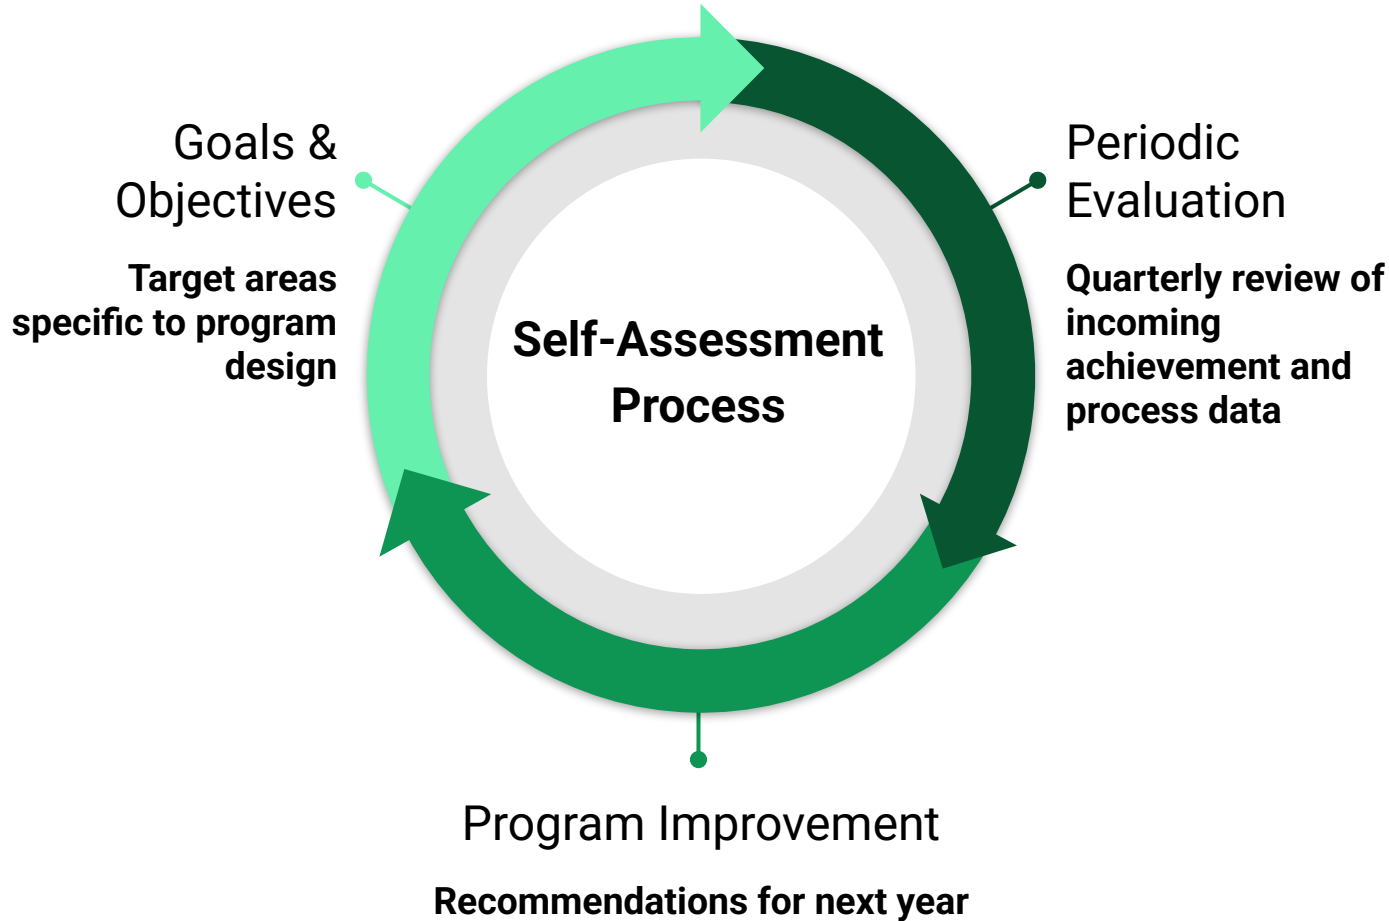 Goals &
Objectives
Target areas
specific to program
design
Self-Assessment
Process
Periodic
Evaluation
Quarterly review of
incoming
achievement and
process data
Program Improvement
Recommendations for next year